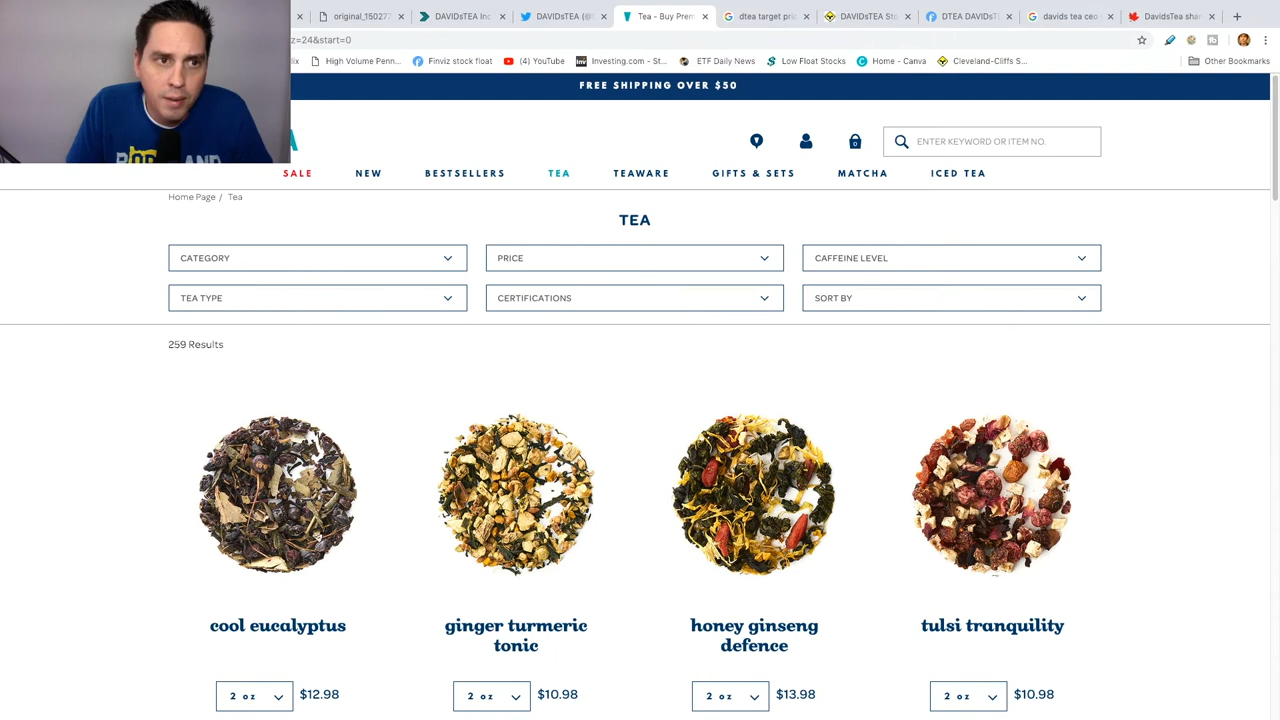 original_150277
DAVIDsTEA Inc
DAVIDsTEA (@
Tea - Buy Prem
dtea target pric
DAVIDsTEA Sto
DTEA DAVIDsT
davids tea ceo
DavidsTea shar
z=24&start=0
High Volume Penn...
Finviz stock float
(4) YouTube
Investing.com - St...
ETF Daily News
Low Float Stocks
Home - Canva
Cleveland-Cliffs S...
Other Bookmarks
FREE SHIPPING OVER $50
A
0
ENTER KEYWORD OR ITEM NO.
SALE
NEW
BESTSELLERS
TEA
TEAWARE
GIFTS & SETS
MATCHA
ICED TEA
Home Page / Tea
TEA
CATEGORY
PRICE
CAFFEINE LEVEL
TEA TYPE
CERTIFICATIONS
SORT BY
259 Results
cool eucalyptus
ginger turmeric
tonic
honey ginseng
defence
tulsi tranquility
2 oz
$12.98
2 oz
$10.98
2 oz
$13.98
2 oz
$10.98